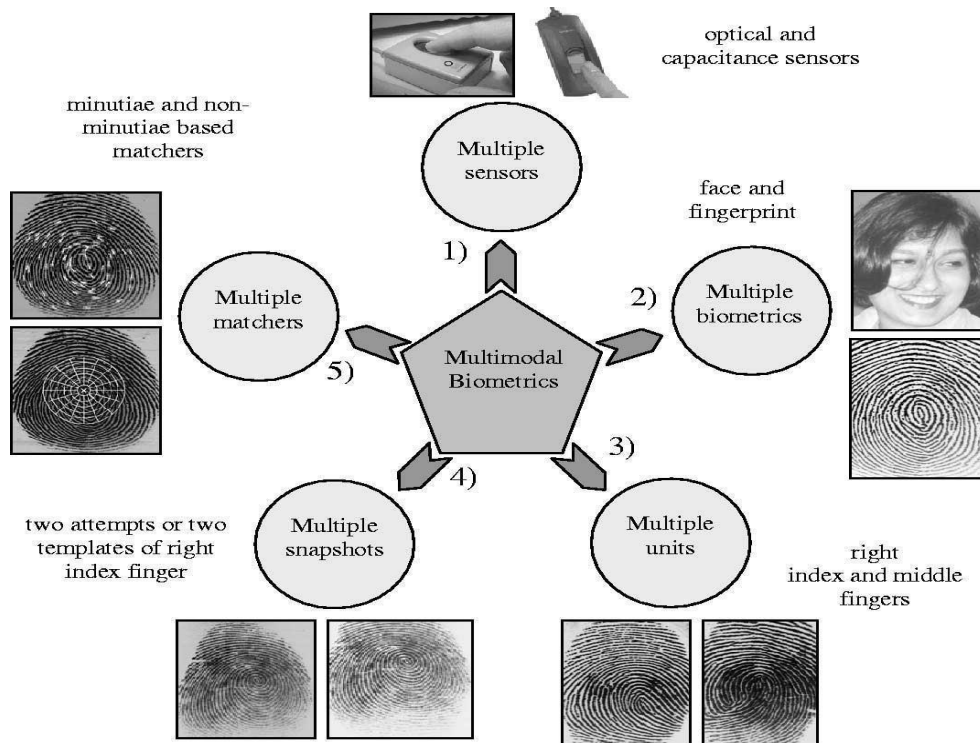 optical and
capacitance sensors
minutiae and non-
minutiae based
matchers
Multiple
sensors
face and
fingerprint
1)
2)
Multiple
biometrics
Multiple
matchers
5)
Multimodal
Biometrics
3)
4)
two attempts or two
templates of right
index finger
Multiple
snapshots
Multiple
units
right
index and middle
fingers